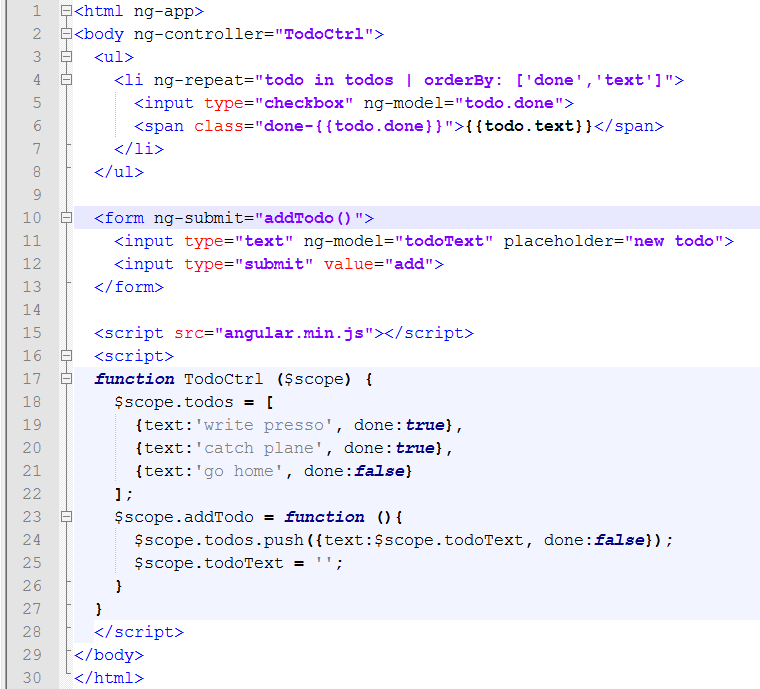 1 <html ng-app>
2 <body ng-controller="TodoCtrl">
3 <ul>
4 <li ng-repeat="todo in todos | orderBy: ['done','text']">
5 <input type="checkbox" ng-model="todo.done">
6 <span class="done-{{todo.done}}">{{todo.text}}</span>
7 </li>
8 </ul>
9
10 <form ng-submit="addTodo()">
11 <input type="text" ng-model="todoText" placeholder="new todo">
12 <input type="submit" value="add">
13 </form>
14
15 <script src="angular.min.js"></script>
16 <script>
17 function TodoCtrl ($scope) {
18 $scope.todos = [
19 {text:'write presso', done:true},
20 {text:'catch plane', done:true},
21 {text:'go home', done:false}
22 ];
23 $scope.addTodo = function (){
24 $scope.todos.push({text:$scope.todoText, done:false});
25 $scope.todoText = '';
26 }
27 }
28 </script>
29 </body>
30 </html>